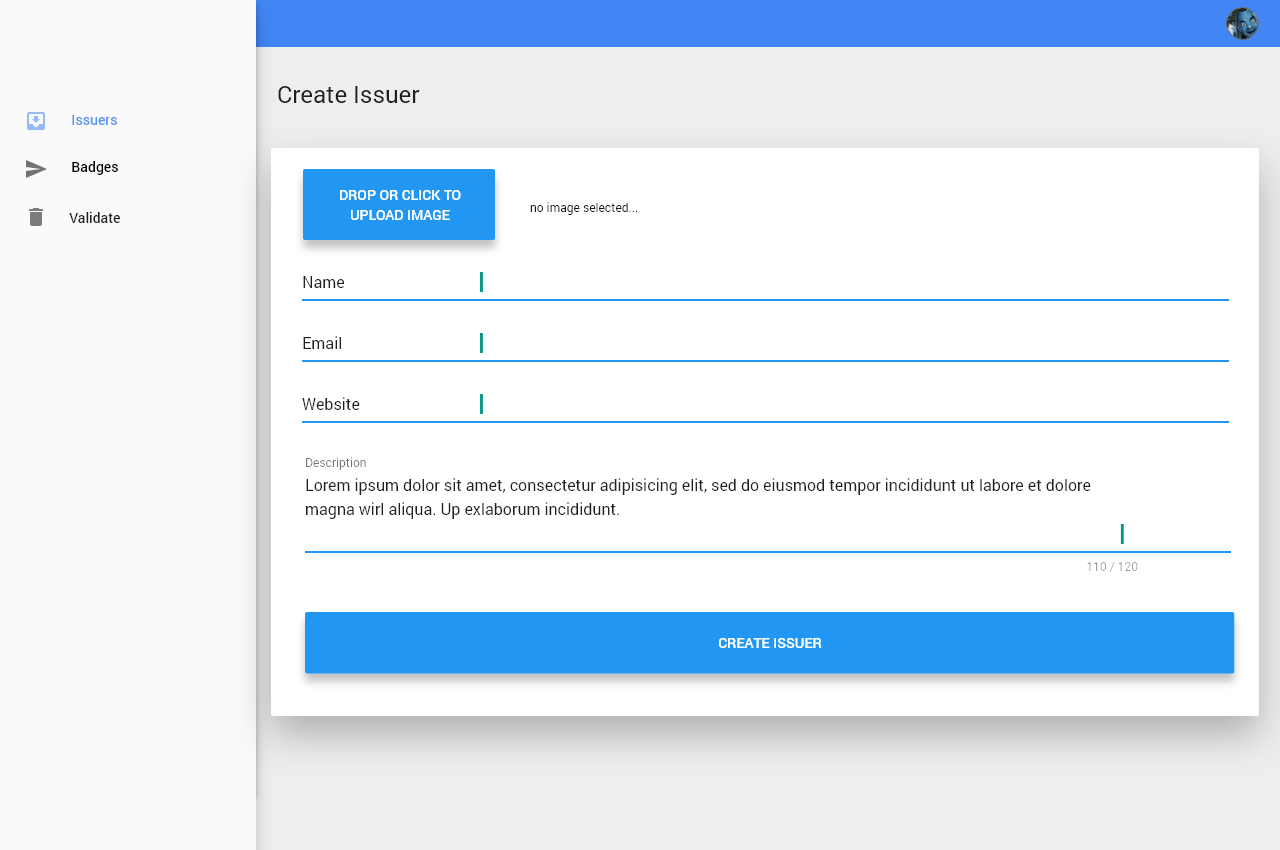 Issuers
Badges
Validate
Create Issuer
DROP OR CLICK TO
UPLOAD IMAGE
no image selected...
Name
Email
Website
Description
Lorem ipsum dolor sit amet, consectetur adipisicing elit, sed do eiusmod tempor incididunt ut labore et dolore
magna wirl aliqua. Up exlaborum incididunt.
110 / 120
CREATE ISSUER